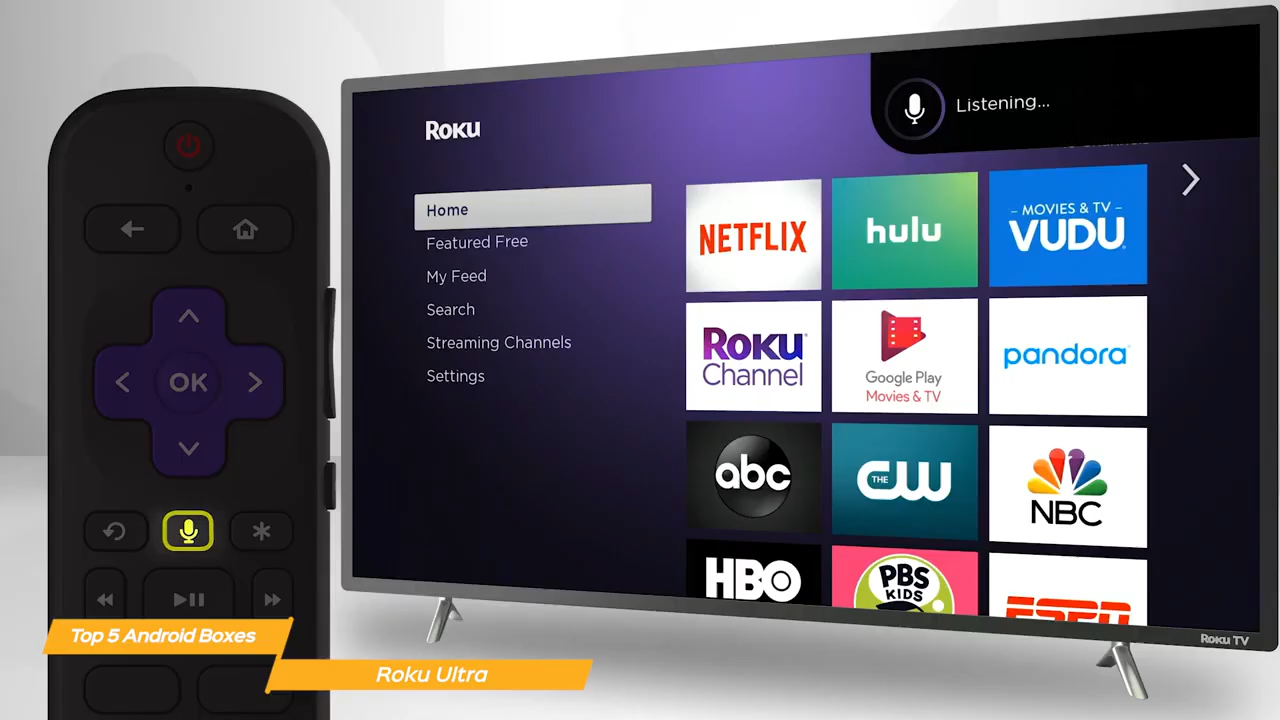 Roku
Listening...
Home
Featured Free
My Feed
Search
Streaming Channels
Settings
NETFLIX
hulu
– MOVIES & TV –
VUDU
Roku
Channel
Google Play
Movies & TV
pandora
abc
THE CW
NBC
HBO
PBS
KIDS
ESPN
Roku TV
OK
Top 5 Android Boxes
Roku Ultra